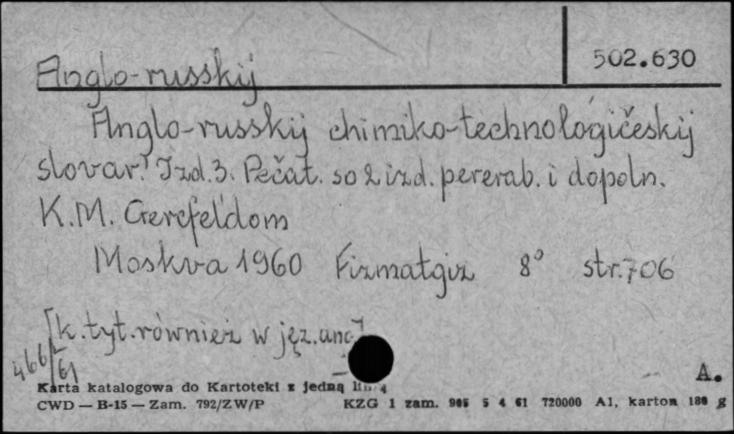 Anglo-russkij
502.630
Anglo-russkij chimiko-technologičeskij
slovar'. Izd.3. Pečat. so 2 izd. pererab. i dopoln.
K.M. Gercfel'dom
Moskva 1960 Fizmatgiz 8° str.706
[k.tyt.również w jęz.ang]
466/61
A.
Karta katalogowa do Kartoteki z jedną
CWD — B-15 — Zam. 792/ZW/P KZG 1 zam. 905 5 4 61 720000 A1, karton 180 g